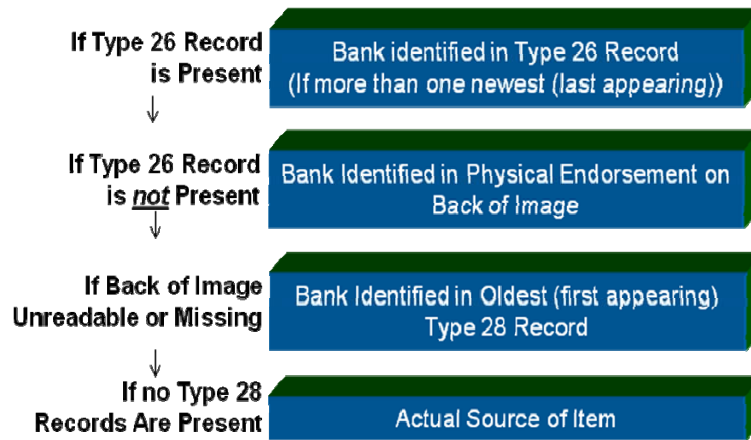 If Type 26 Record
is Present
Bank identified in Type 26 Record
(If more than one newest (last appearing))
If Type 26 Record
is not Present
Bank Identified in Physical Endorsement on
Back of Image
If Back of Image
Unreadable or Missing
Bank Identified in Oldest (first appearing)
Type 28 Record
If no Type 28
Records Are Present
Actual Source of Item